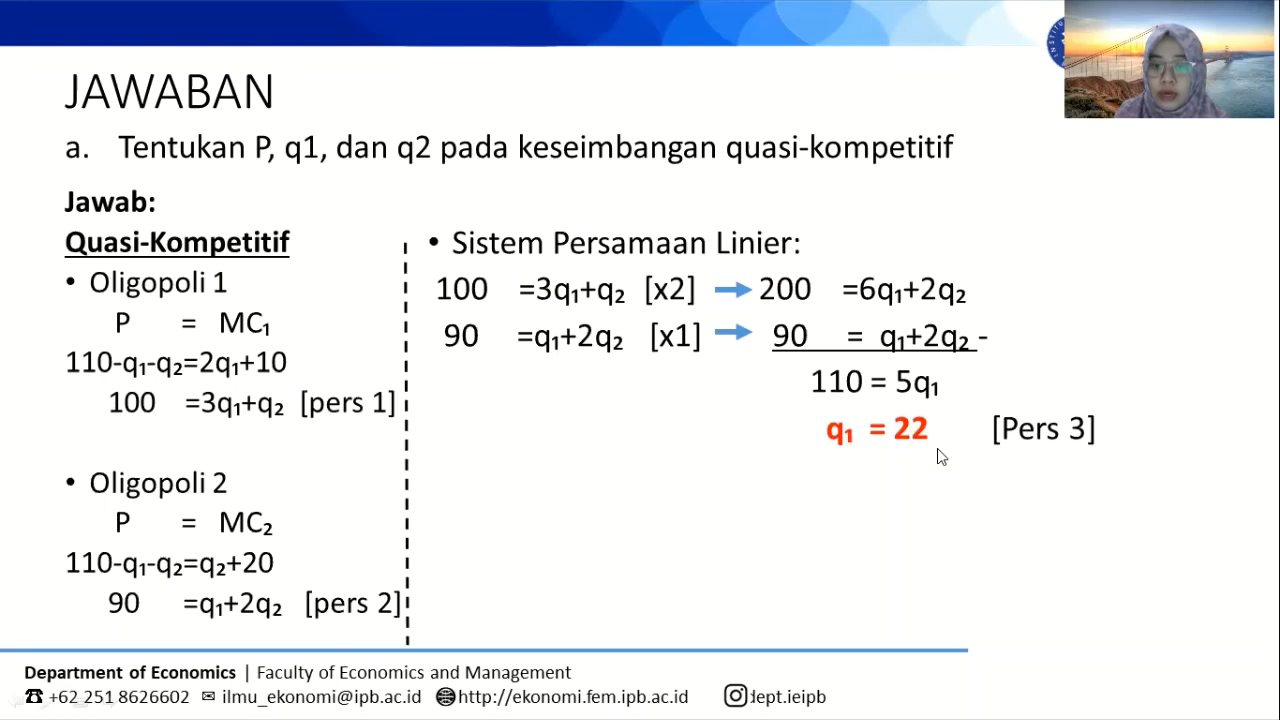 JAWABAN
a. Tentukan P, q1, dan q2 pada keseimbangan quasi-kompetitif
Jawab:
Quasi-Kompetitif
• Oligopoli 1
P = MC₁
110-q₁-q₂=2q₁+10
100 =3q₁+q₂ [pers 1]
• Oligopoli 2
P = MC₂
110-q₁-q₂=q₂+20
90 =q₁+2q₂ [pers 2]
• Sistem Persamaan Linier:
100 =3q₁+q₂ [x2] → 200 =6q₁+2q₂
90 =q₁+2q₂ [x1] → 90 = q₁+2q₂ -
110 = 5q₁
q₁ = 22 [Pers 3]
Department of Economics | Faculty of Economics and Management
☎ +62 251 8626602 ✉ ilmu_ekonomi@ipb.ac.id http://ekonomi.fem.ipb.ac.id dept.ieipb